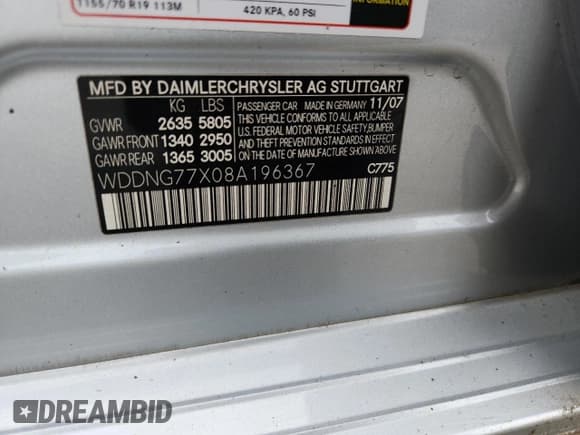 T155/70 R19 113M
420 KPA, 60 PSI
INFORMATION
MFD BY DAIMLERCHRYSLER AG STUTTGART
KG LBS
GVWR 2635 5805
GAWR FRONT 1340 2950
GAWR REAR 1365 3005
PASSENGER CAR MADE IN GERMANY 11/07
THIS VEHICLE CONFORMS TO ALL APPLICABLE
U.S. FEDERAL MOTOR VEHICLE SAFETY, BUMPER
AND THEFT PREVENTION STANDARDS IN EFFECT
ON THE DATE OF MANUFACTURE SHOWN ABOVE
WDDNG77X08A196367
C775
DREAMBID